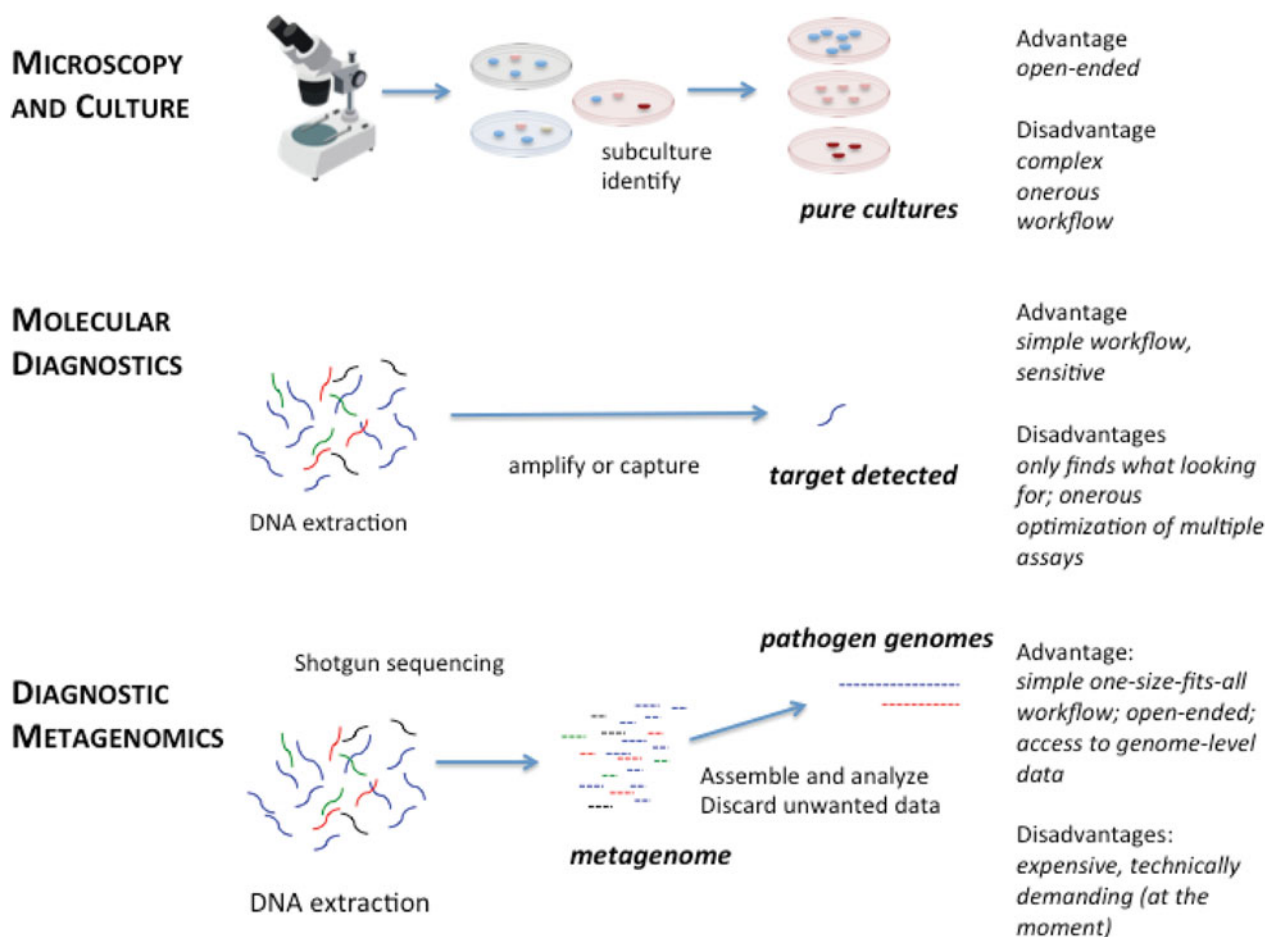 MICROSCOPY
AND CULTURE
subculture
identify
pure cultures
Advantage
open-ended
Disadvantage
complex
onerous
workflow
MOLECULAR
DIAGNOSTICS
DNA extraction
amplify or capture
target detected
Advantage
simple workflow,
sensitive
Disadvantages
only finds what looking
for; onerous
optimization of multiple
assays
DIAGNOSTIC
METAGENOMICS
Shotgun sequencing
DNA extraction
metagenome
Assemble and analyze
Discard unwanted data
pathogen genomes
Advantage:
simple one-size-fits-all
workflow; open-ended;
access to genome-level
data
Disadvantages:
expensive, technically
demanding (at the
moment)